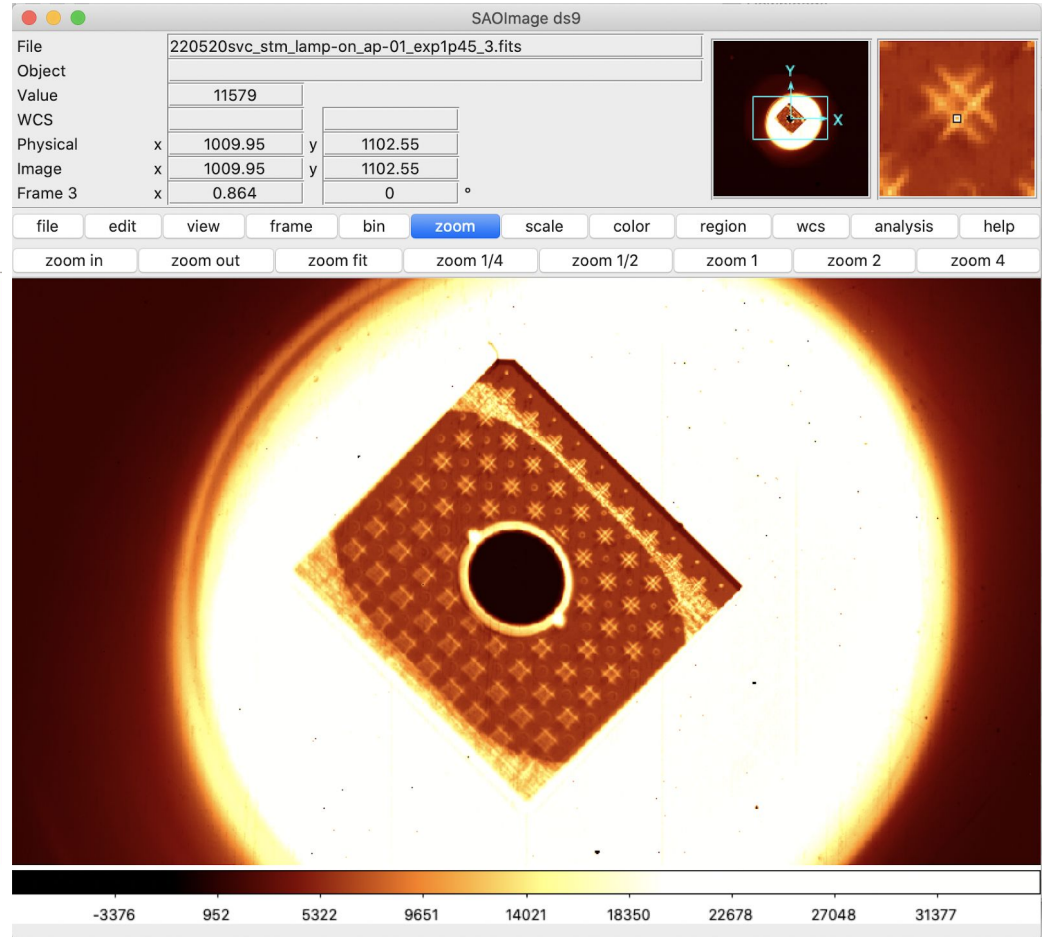 SAOImage ds9
File 220520svc_stm_lamp-on_ap-01_exp1p45_3.fits
Object
Value 11579
WCS
Physical x 1009.95 y 1102.55
Image x 1009.95 y 1102.55
Frame 3 x 0.864 0 °
Y
X
file edit view frame bin zoom scale color region wcs analysis help
zoom in zoom out zoom fit zoom 1/4 zoom 1/2 zoom 1 zoom 2 zoom 4
-3376 952 5322 9651 14021 18350 22678 27048 31377